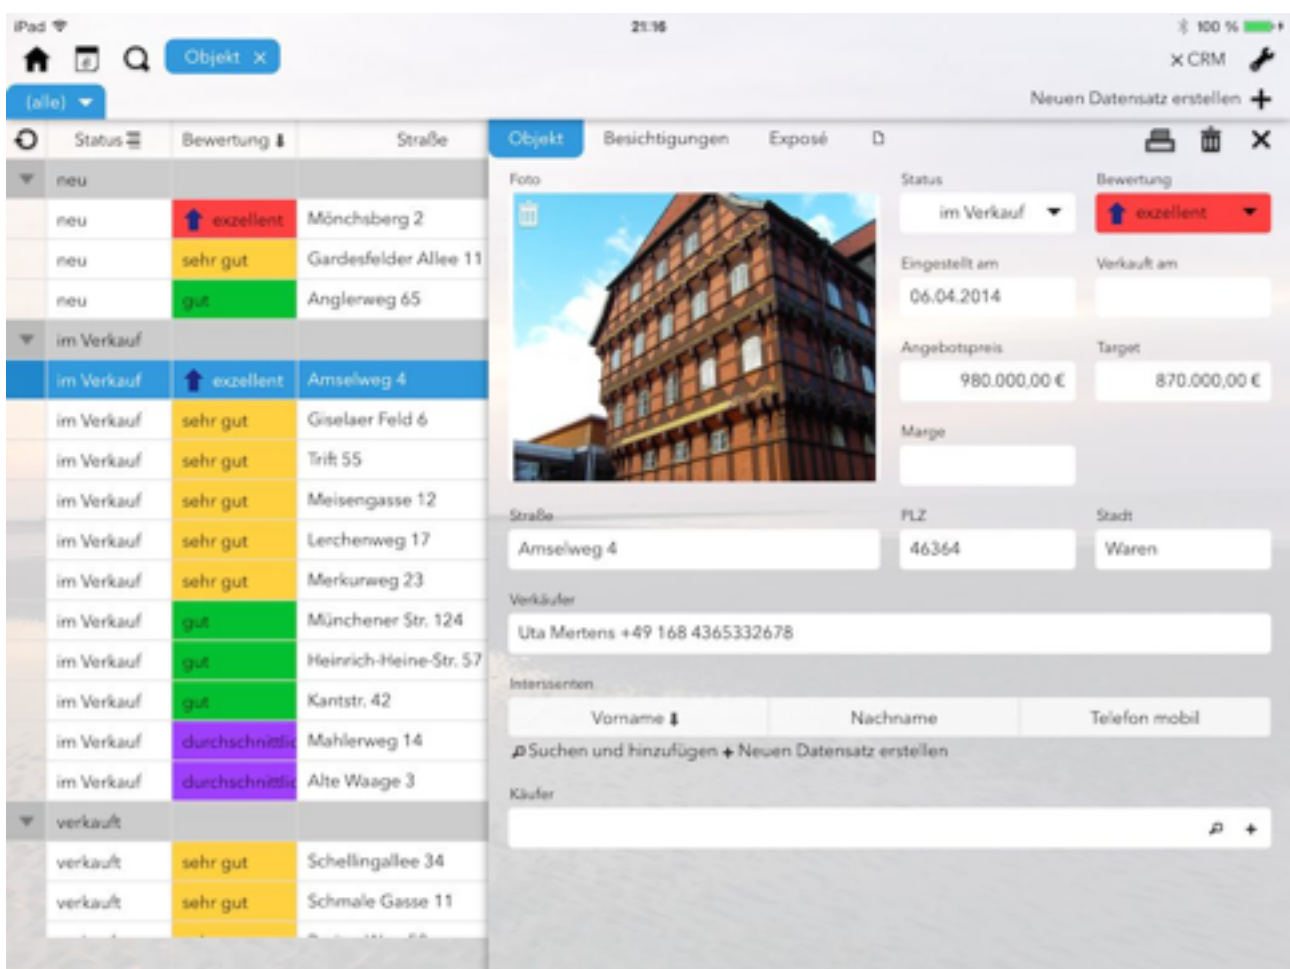 iPad 21:16 100 %
Objekt × × CRM
(alle) Neuen Datensatz erstellen +
Status Bewertung Straße
neu
neu exzellent Mönchsberg 2
neu sehr gut Gardesfelder Allee 11
neu gut Anglerweg 65
im Verkauf
im Verkauf exzellent Amselweg 4
im Verkauf sehr gut Giselaer Feld 6
im Verkauf sehr gut Trift 55
im Verkauf sehr gut Meisengasse 12
im Verkauf sehr gut Lerchenweg 17
im Verkauf sehr gut Merkurweg 23
im Verkauf gut Münchener Str. 124
im Verkauf gut Heinrich-Heine-Str. 57
im Verkauf gut Kantstr. 42
im Verkauf durchschnittlic Mahlerweg 14
im Verkauf durchschnittlic Alte Waage 3
verkauft
verkauft sehr gut Schellingallee 34
verkauft sehr gut Schmale Gasse 11
Objekt Besichtigungen Exposé
Foto Status Bewertung
im Verkauf exzellent
Eingestellt am Verkauft am
06.04.2014
Angebotspreis Target
980.000,00 € 870.000,00 €
Marge
Straße PLZ Stadt
Amselweg 4 46364 Waren
Verkäufer
Uta Mertens +49 168 4365332678
Interssenten
Vorname Nachname Telefon mobil
Suchen und hinzufügen + Neuen Datensatz erstellen
Käufer